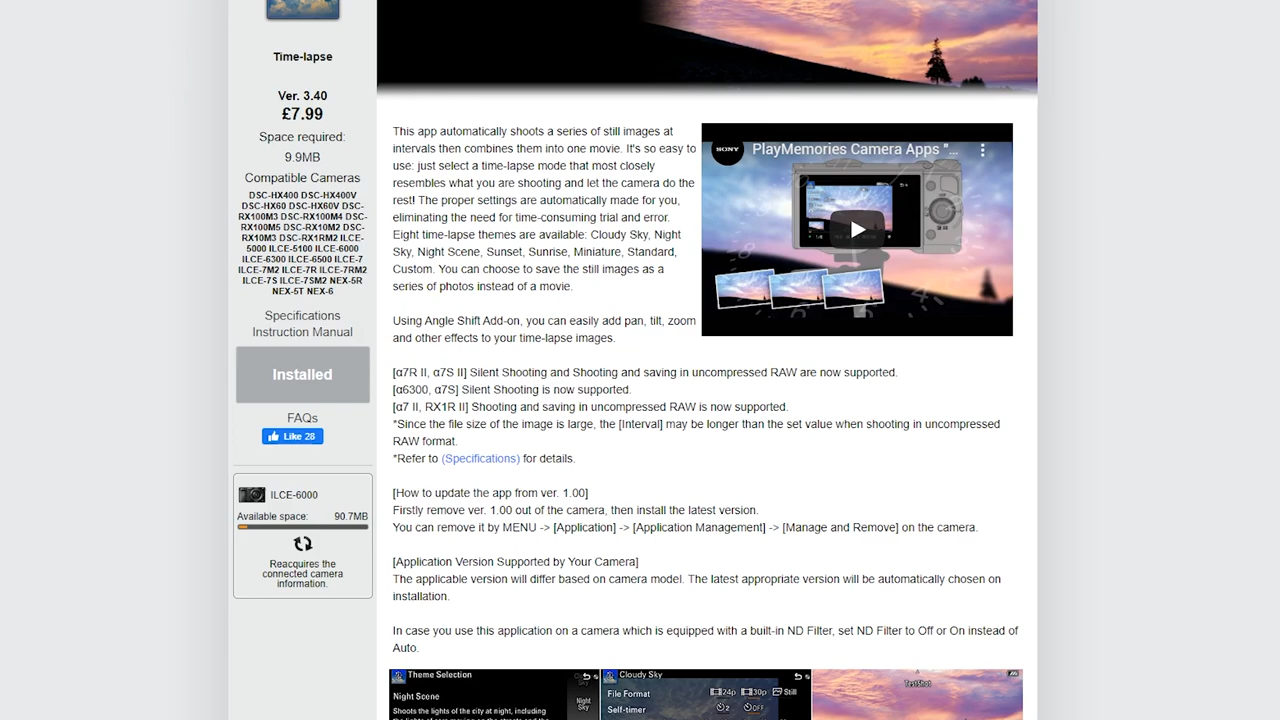 Time-lapse
Ver. 3.40
£7.99
Space required:
9.9MB
Compatible Cameras
DSC-HX400 DSC-HX400V
DSC-HX60 DSC-HX60V DSC-
RX100M3 DSC-RX100M4 DSC-
RX100M5 DSC-RX10M2 DSC-
RX10M3 DSC-RX1RM2 ILCE-
5000 ILCE-5100 ILCE-6000
ILCE-6300 ILCE-6500 ILCE-7
ILCE-7M2 ILCE-7R ILCE-7RM2
ILCE-7S ILCE-7SM2 NEX-5R
NEX-5T NEX-6
Specifications
Instruction Manual
Installed
FAQs
Like 28
ILCE-6000
Available space: 90.7MB
Reacquires the
connected camera
information.
This app automatically shoots a series of still images at
intervals then combines them into one movie. It's so easy to
use: just select a time-lapse mode that most closely
resembles what you are shooting and let the camera do the
rest! The proper settings are automatically made for you,
eliminating the need for time-consuming trial and error.
Eight time-lapse themes are available: Cloudy Sky, Night
Sky, Night Scene, Sunset, Sunrise, Miniature, Standard,
Custom. You can choose to save the still images as a
series of photos instead of a movie.
Using Angle Shift Add-on, you can easily add pan, tilt, zoom
and other effects to your time-lapse images.
SONY PlayMemories Camera Apps "...
[α7R II, α7S II] Silent Shooting and Shooting and saving in uncompressed RAW are now supported.
[α6300, α7S] Silent Shooting is now supported.
[α7 II, RX1R II] Shooting and saving in uncompressed RAW is now supported.
*Since the file size of the image is large, the [Interval] may be longer than the set value when shooting in uncompressed
RAW format.
*Refer to (Specifications) for details.
[How to update the app from ver. 1.00]
Firstly remove ver. 1.00 out of the camera, then install the latest version.
You can remove it by MENU -> [Application] -> [Application Management] -> [Manage and Remove] on the camera.
[Application Version Supported by Your Camera]
The applicable version will differ based on camera model. The latest appropriate version will be automatically chosen on
installation.
In case you use this application on a camera which is equipped with a built-in ND Filter, set ND Filter to Off or On instead of
Auto.
Theme Selection
Night Scene
Shoots the lights of the city at night, including
Night
Sky
Cloudy Sky
File Format 24p 30p Still
Self-timer 2 OFF
TestShot